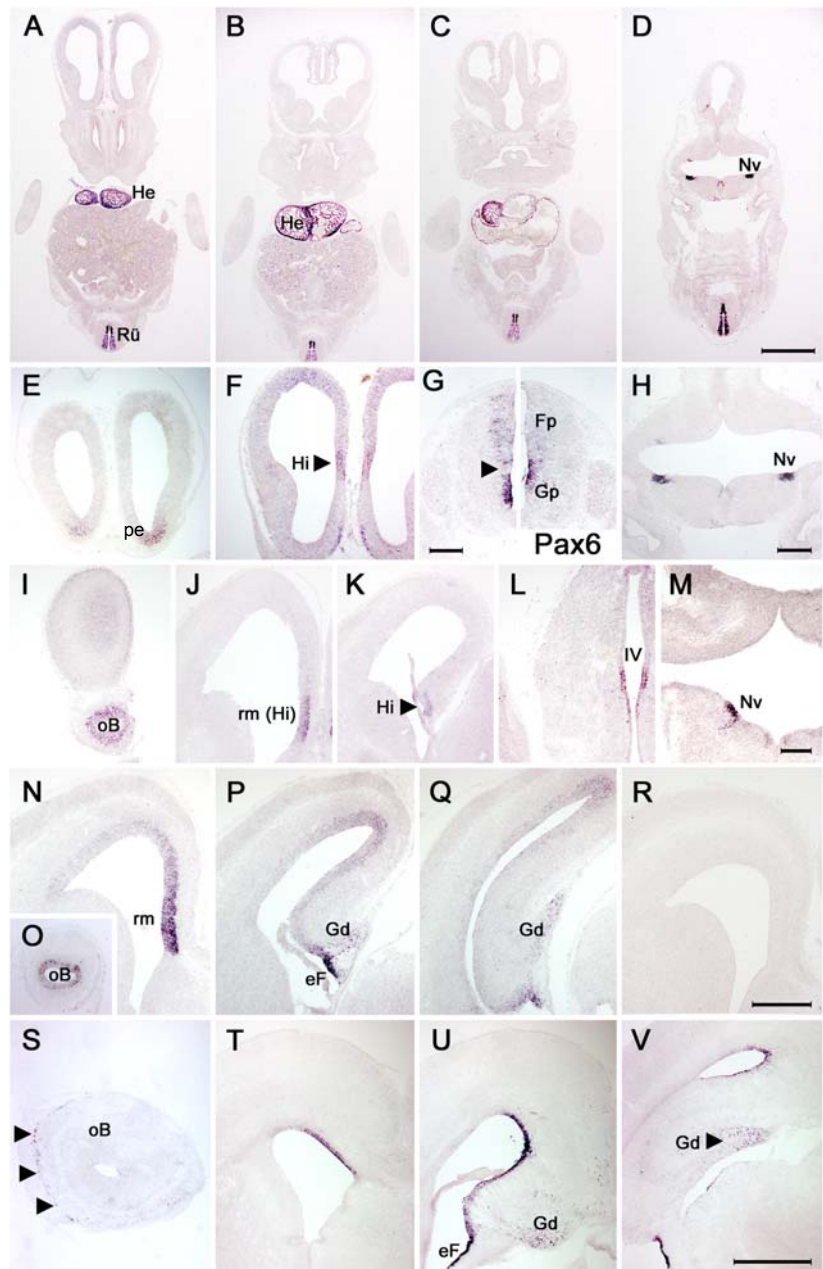 A B C D
He
He
Nv
Rü
E F G H
Hi
Fp
Gp
Nv
pe
Pax6
I J K L M
oB
rm (Hi)
Hi
IV
Nv
N P Q R
rm
Gd
Gd
O
oB
eF
S T U V
oB
Gd
Gd
eF